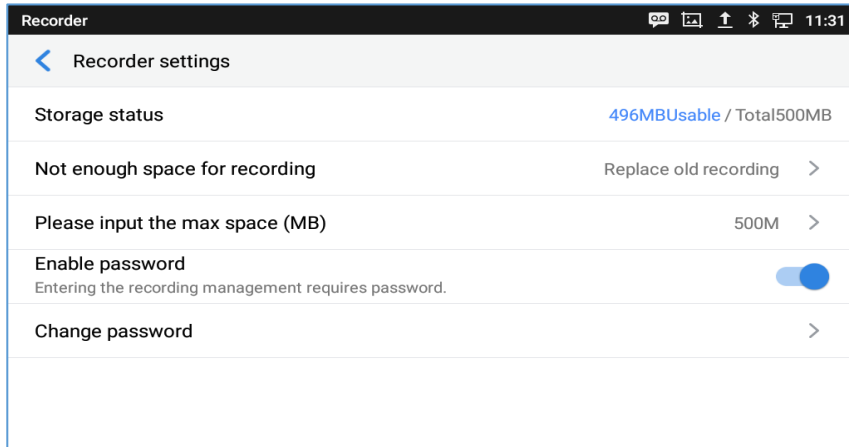 Recorder 11:31
Recorder settings
Storage status 496MBUsable / Total500MB
Not enough space for recording Replace old recording
Please input the max space (MB) 500M
Enable password
Entering the recording management requires password.
Change password